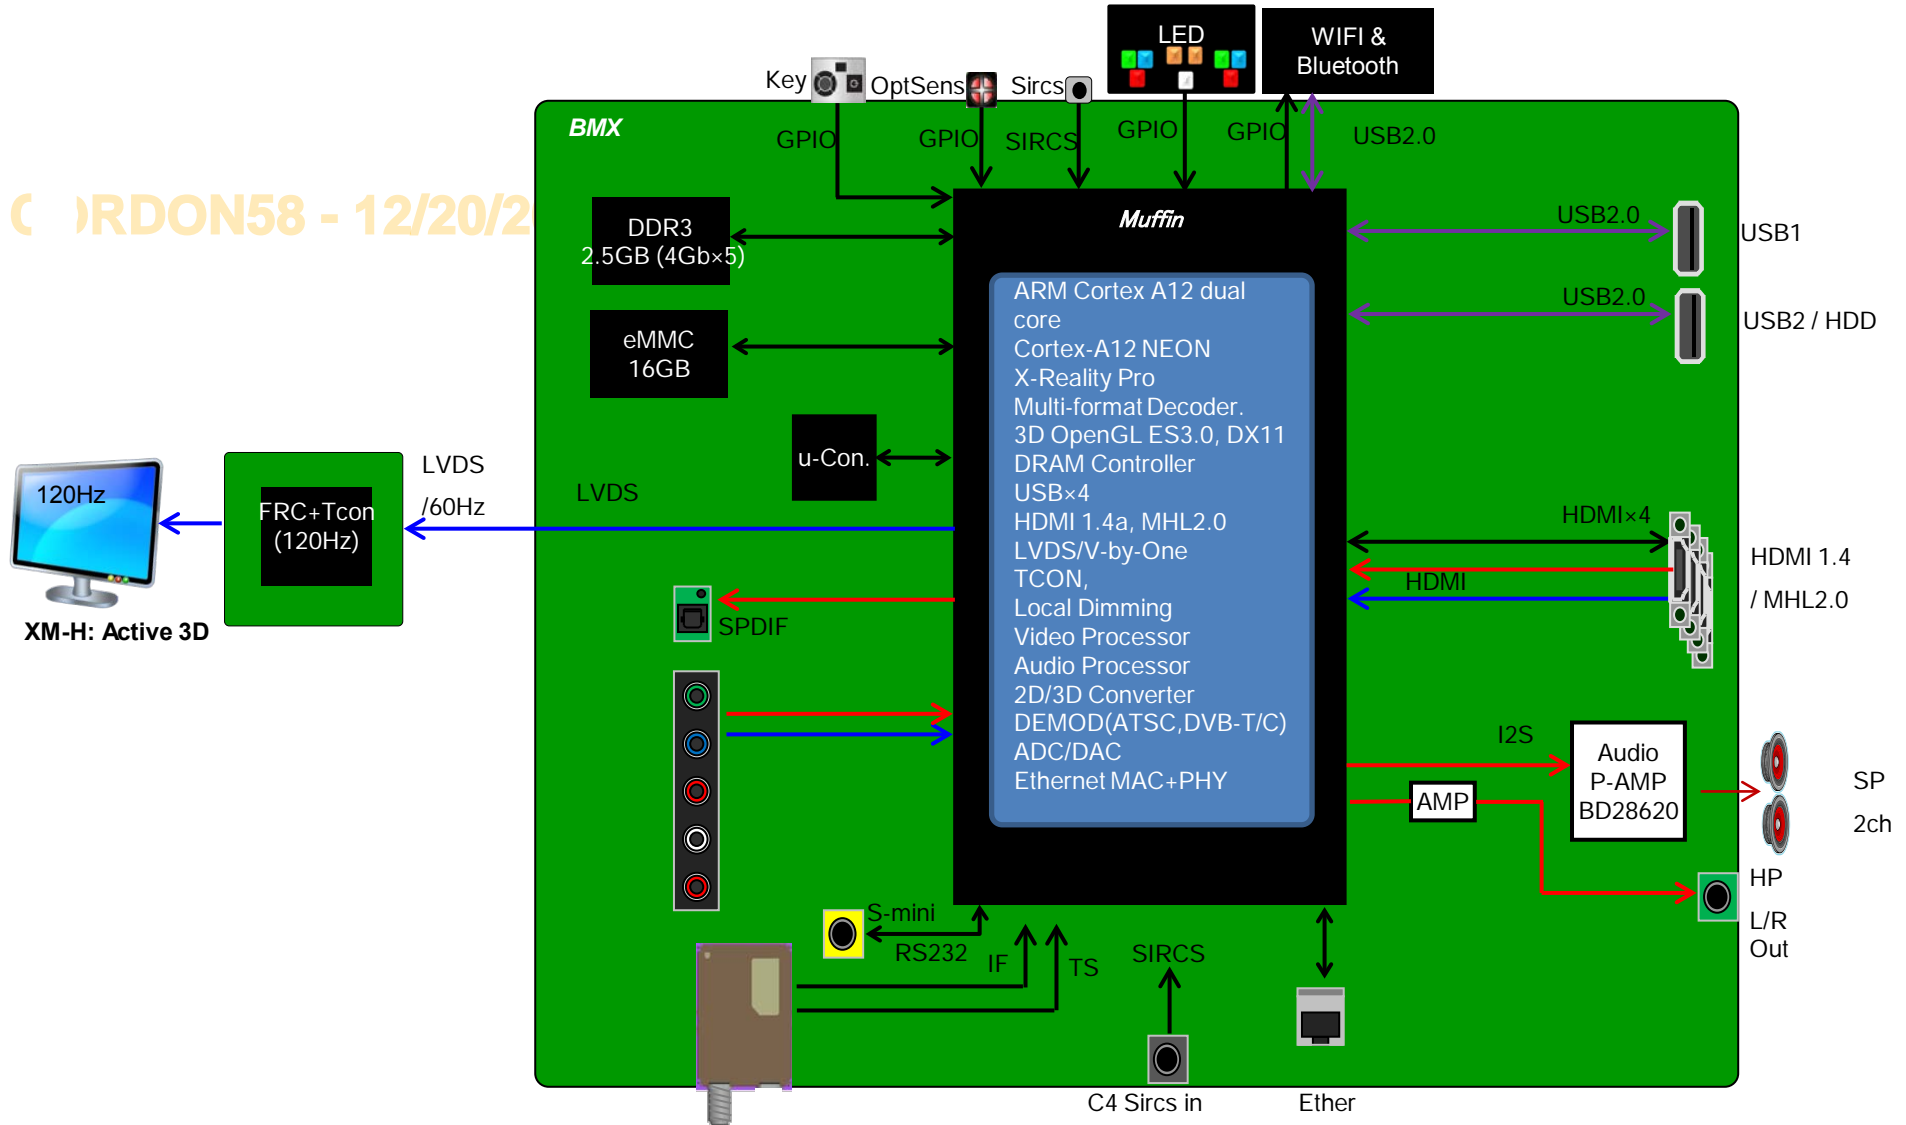 LED
WIFI &
Bluetooth
Key
OptSens
Sircs
BMX
GPIO
GPIO
SIRCS
GPIO
GPIO
USB2.0
ORDON58 - 12/20/2
DDR3
2.5GB (4Gb×5)
Muffin
USB2.0
USB1
ARM Cortex A12 dual
core
Cortex-A12 NEON
X-Reality Pro
Multi-format Decoder.
3D OpenGL ES3.0, DX11
DRAM Controller
USB×4
HDMI 1.4a, MHL2.0
LVDS/V-by-One
TCON,
Local Dimming
Video Processor
Audio Processor
2D/3D Converter
DEMOD(ATSC,DVB-T/C)
ADC/DAC
Ethernet MAC+PHY
USB2.0
USB2 / HDD
eMMC
16GB
u-Con.
LVDS
/60Hz
LVDS
120Hz
FRC+Tcon
(120Hz)
XM-H: Active 3D
HDMI×4
HDMI
HDMI 1.4
/ MHL2.0
SPDIF
I2S
Audio
P-AMP
BD28620
AMP
SP
2ch
HP
L/R
Out
S-mini
RS232
IF
TS
SIRCS
C4 Sircs in
Ether